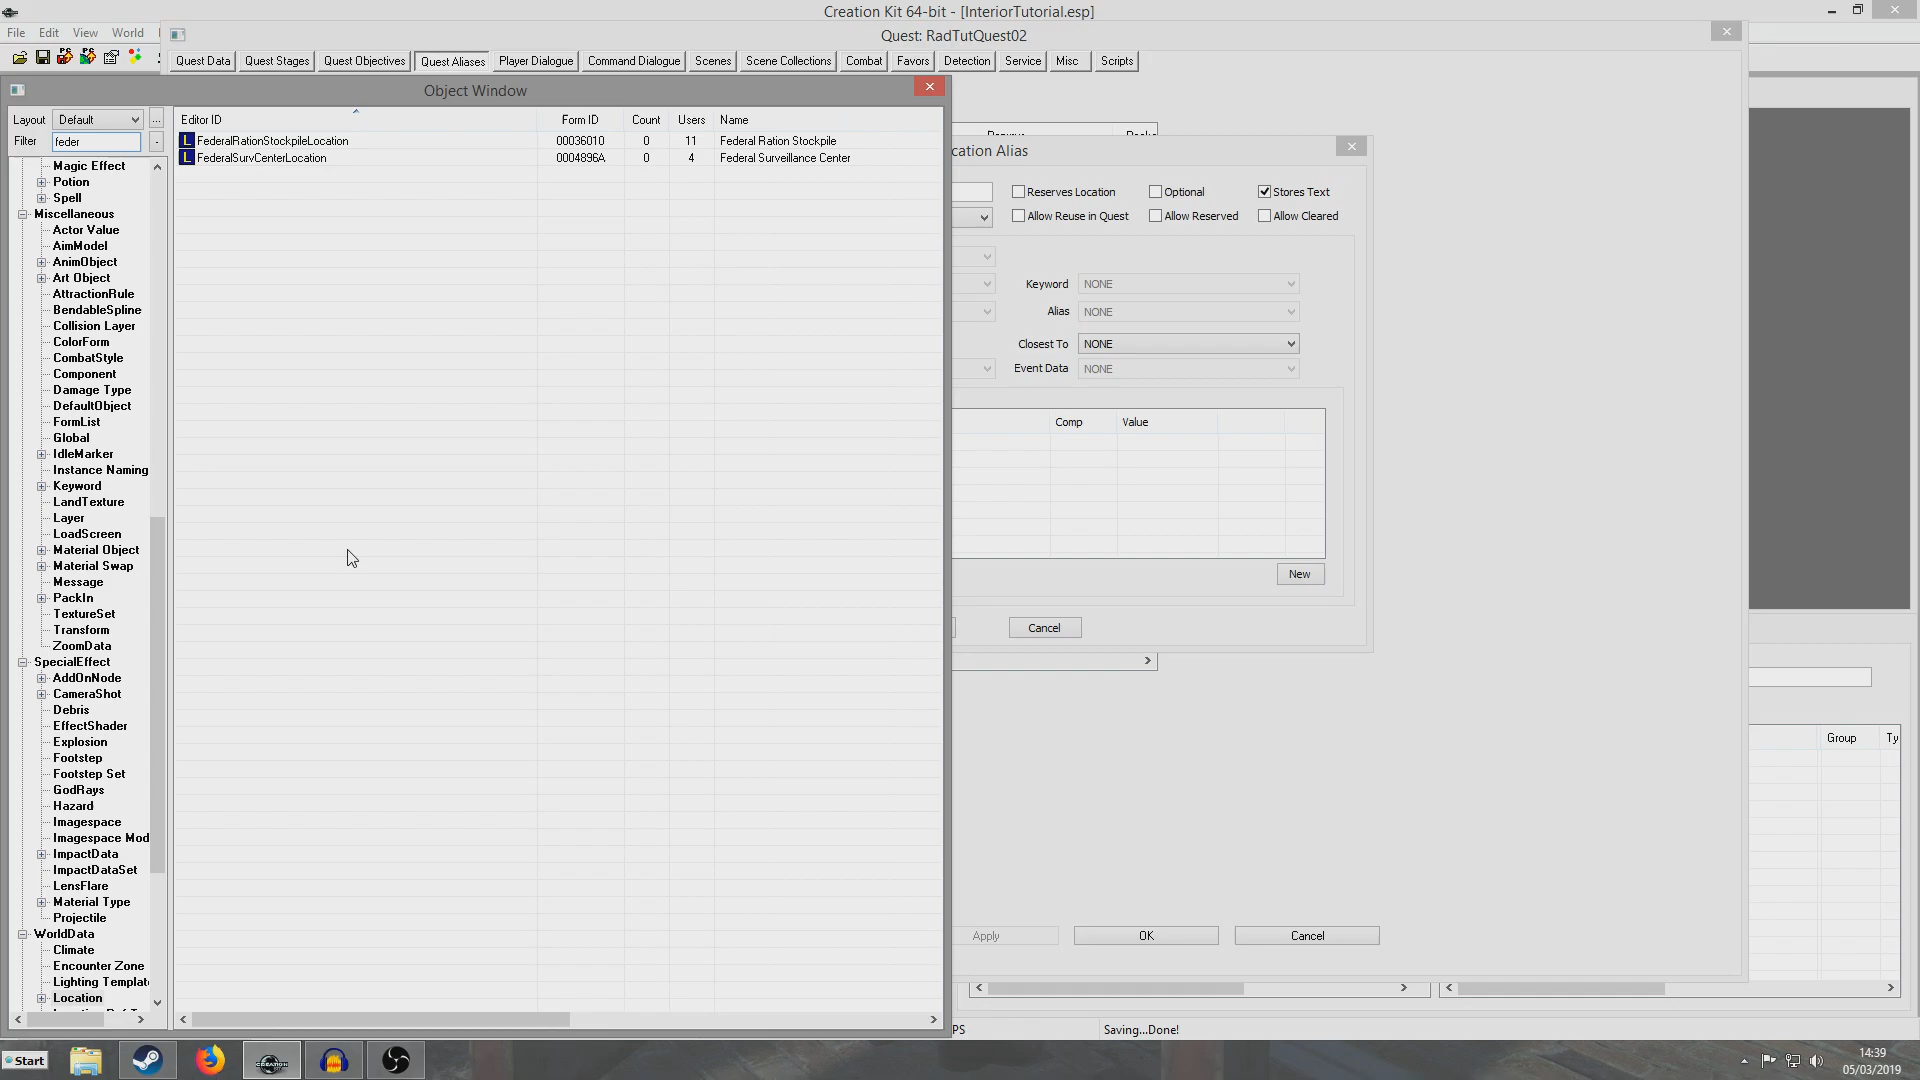 Creation Kit 64-bit - [InteriorTutorial.esp]
File Edit View World
Quest: RadTutQuest02
Quest Data Quest Stages Quest Objectives Quest Aliases Player Dialogue Command Dialogue Scenes Scene Collections Combat Favors Detection Service Misc Scripts
Object Window
Layout Default ...
Filter feder -
Editor ID Form ID Count Users Name
FederalRationStockpileLocation 00036010 0 11 Federal Ration Stockpile
FederalSurvCenterLocation 0004896A 0 4 Federal Surveillance Center
Magic Effect
Potion
Spell
Miscellaneous
Actor Value
AimModel
AnimObject
Art Object
AttractionRule
BendableSpline
Collision Layer
ColorForm
CombatStyle
Component
Damage Type
DefaultObject
FormList
Global
IdleMarker
Instance Naming
Keyword
LandTexture
Layer
LoadScreen
Material Object
Material Swap
Message
PackIn
TextureSet
Transform
ZoomData
SpecialEffect
AddOnNode
CameraShot
Debris
EffectShader
Explosion
Footstep
Footstep Set
GodRays
Hazard
Imagespace
Imagespace Mod
ImpactData
ImpactDataSet
LensFlare
Material Type
Projectile
WorldData
Climate
Encounter Zone
Lighting Templat
Location
cation Alias
Reserves Location Optional Stores Text
Allow Reuse in Quest Allow Reserved Allow Cleared
Keyword NONE
Alias NONE
Closest To NONE
Event Data NONE
Comp Value
New
Cancel
Apply OK Cancel
Group Ty
PS Saving...Done!
Start
CREATION
14:39
05/03/2019